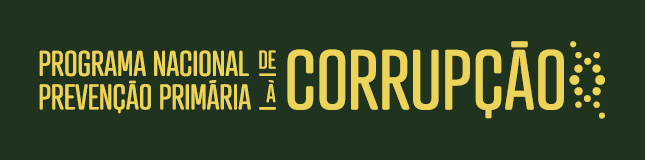 PROGRAMA NACIONAL DE
PREVENÇÃO PRIMÁRIA À
CORRUPÇÃO